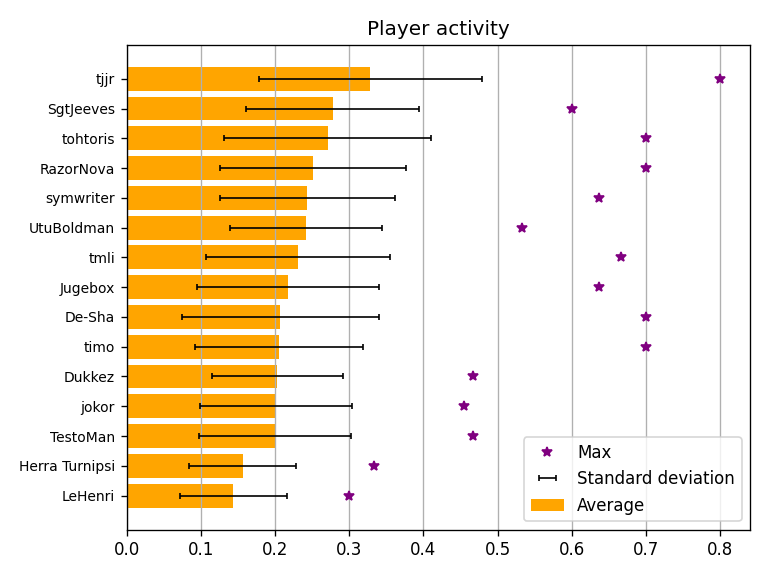 Player activity
tjjr
SgtJeeves
tohtoris
RazorNova
symwriter
UtuBoldman
tmli
Jugebox
De-Sha
timo
Dukkez
jokor
TestoMan
Herra Turnipsi
LeHenri
Max
Standard deviation
Average
0.0 0.1 0.2 0.3 0.4 0.5 0.6 0.7 0.8